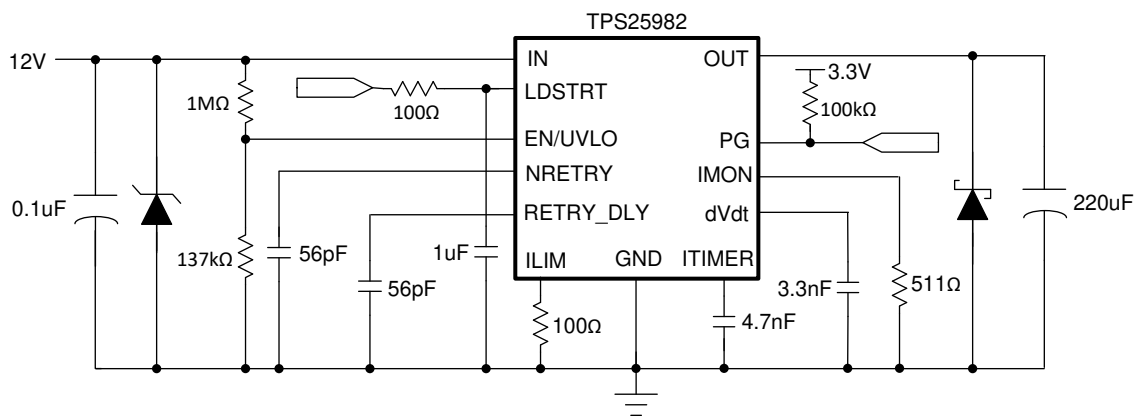 TPS25982
12V
IN
OUT
3.3V
LDSTRT
1MΩ
100Ω
100kΩ
EN/UVLO
PG
NRETRY
IMON
0.1uF
RETRY_DLY
dVdt
220uF
137kΩ
56pF
1uF
ILIM
GND
ITIMER
56pF
3.3nF
511Ω
100Ω
4.7nF